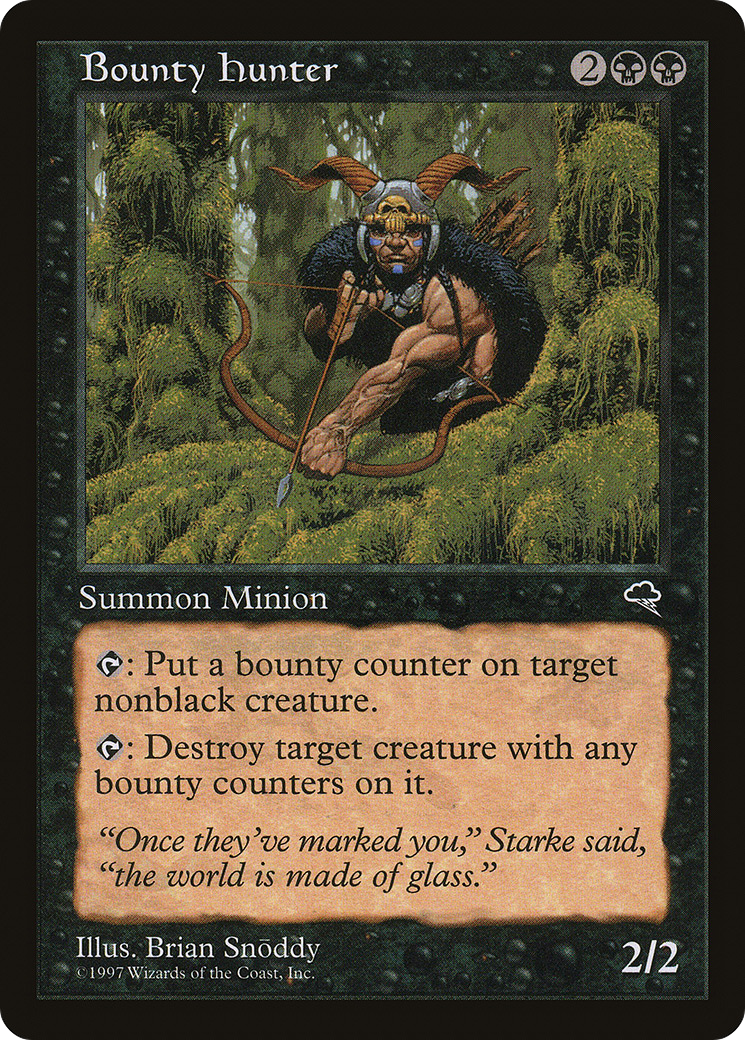 Bounty Hunter 2
Summon Minion
: Put a bounty counter on target
nonblack creature.
: Destroy target creature with any
bounty counters on it.
“Once they’ve marked you,” Starke said,
“the world is made of glass.”
Illus. Brian Snōddy
©1997 Wizards of the Coast, Inc.
2/2